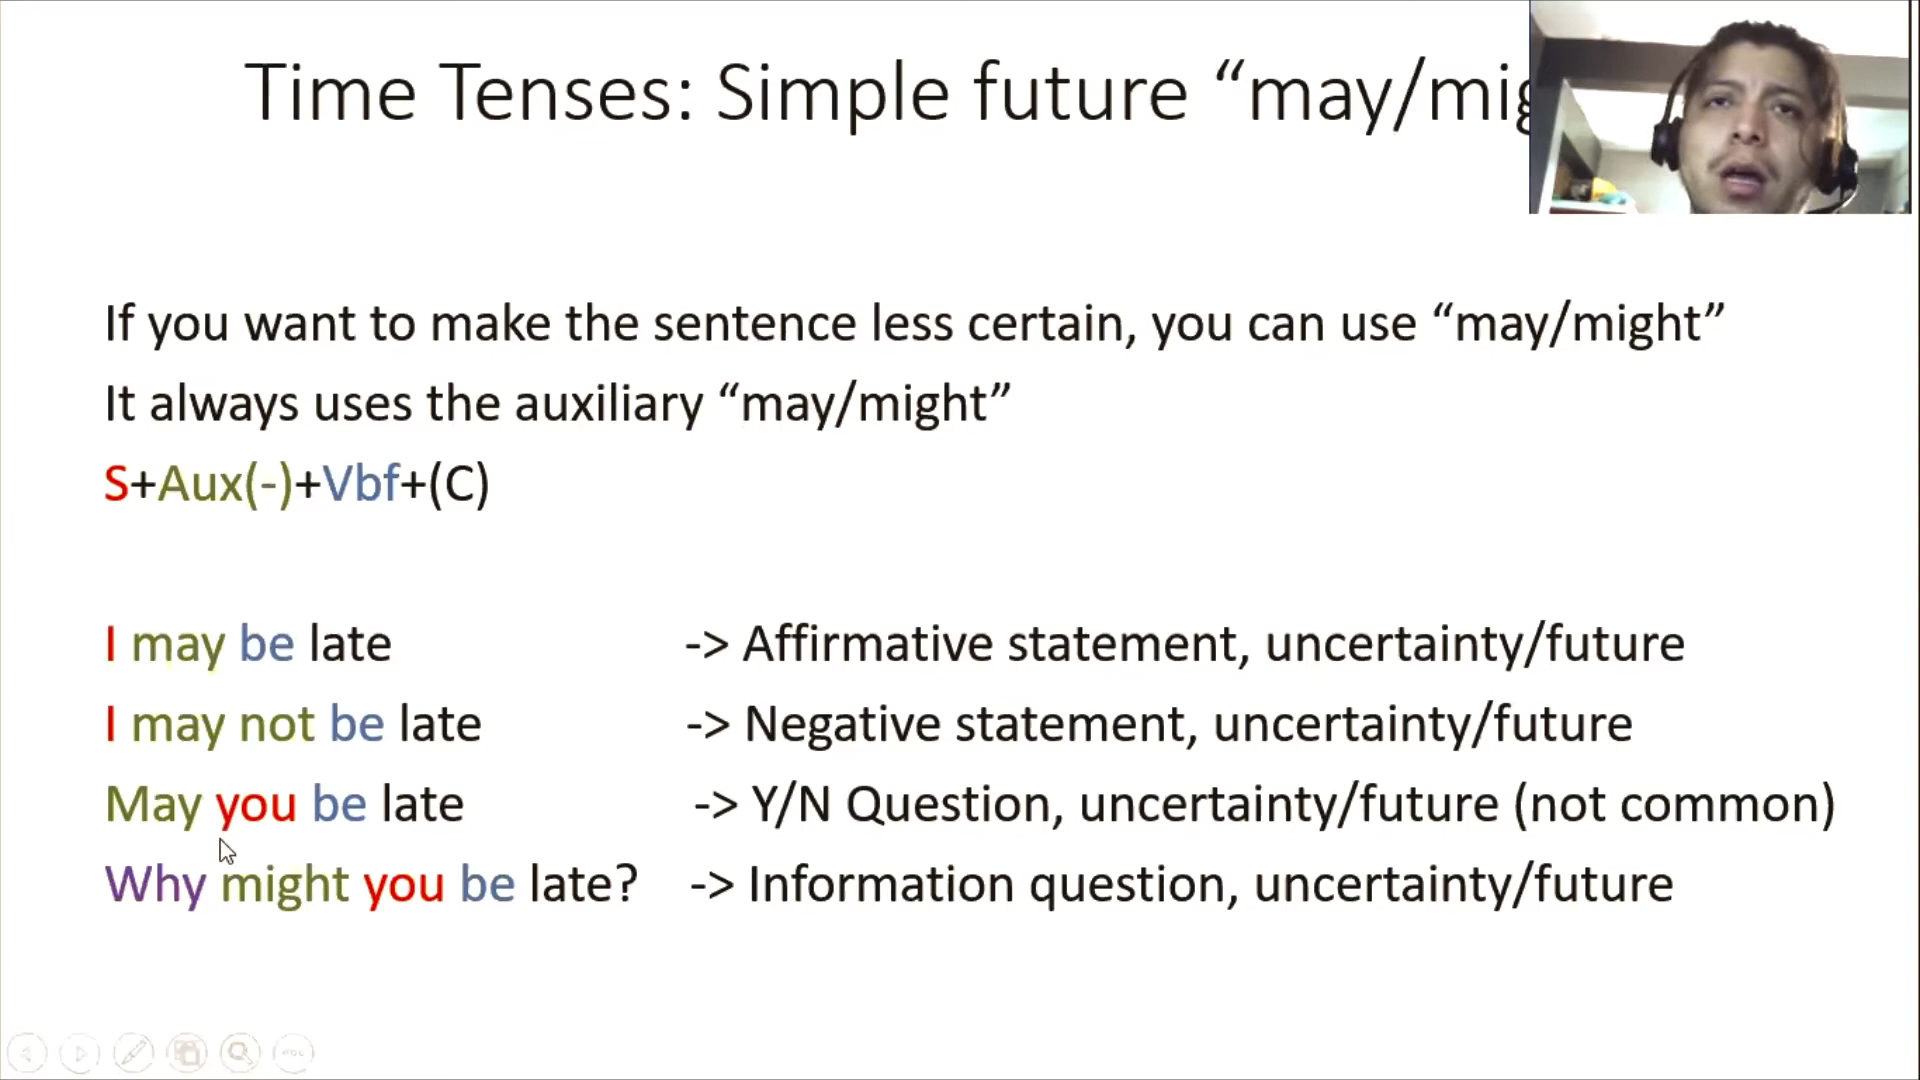 Time Tenses: Simple future “may/mig
If you want to make the sentence less certain, you can use “may/might”
It always uses the auxiliary “may/might”
S+Aux(-)+Vbf+(C)
I may be late -> Affirmative statement, uncertainty/future
I may not be late -> Negative statement, uncertainty/future
May you be late -> Y/N Question, uncertainty/future (not common)
Why might you be late? -> Information question, uncertainty/future